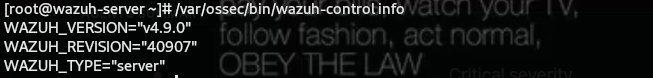 [root@wazuh-server ~]# /var/ossec/bin/wazuh-control info
WAZUH_VERSION="v4.9.0"
WAZUH_REVISION="40907"
WAZUH_TYPE="server"
watch your TV,
follow fashion, act normal,
OBEY THE LAW
Critical severity